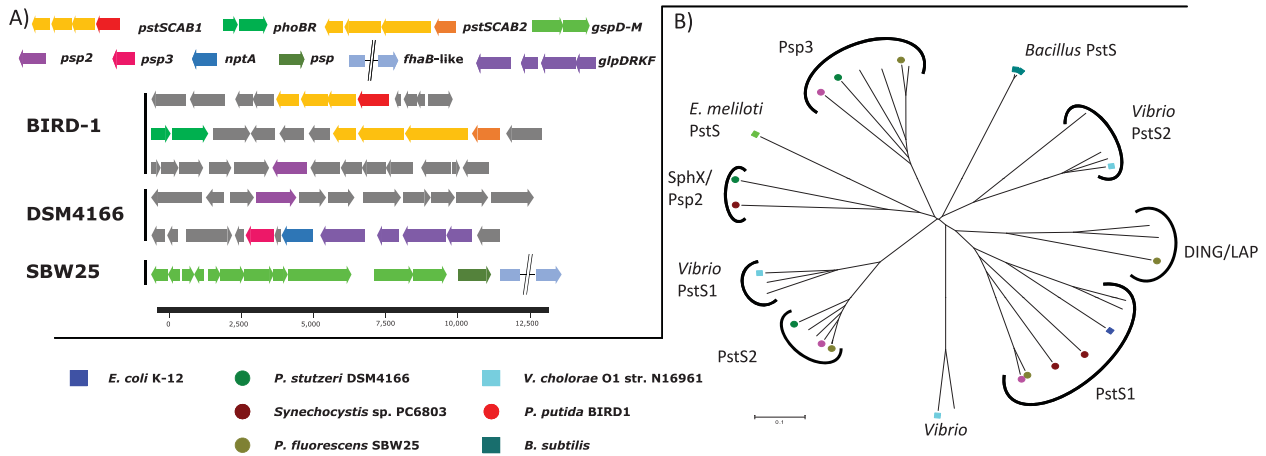 A)
pstSCAB1 phoBR pstSCAB2 gspD-M
psp2 psp3 nptA psp fhaB-like glpDRKF
BIRD-1
DSM4166
SBW25
0 2,500 5,000 7,500 10,000 12,500
B)
Psp3
Bacillus PstS
Vibrio
PstS2
E. meliloti
PstS
SphX/
Psp2
DING/LAP
Vibrio
PstS1
PstS2
PstS1
Vibrio
0.1
E. coli K-12
P. stutzeri DSM4166
V. cholorae O1 str. N16961
Synechocystis sp. PC6803
P. putida BIRD1
P. fluorescens SBW25
B. subtilis